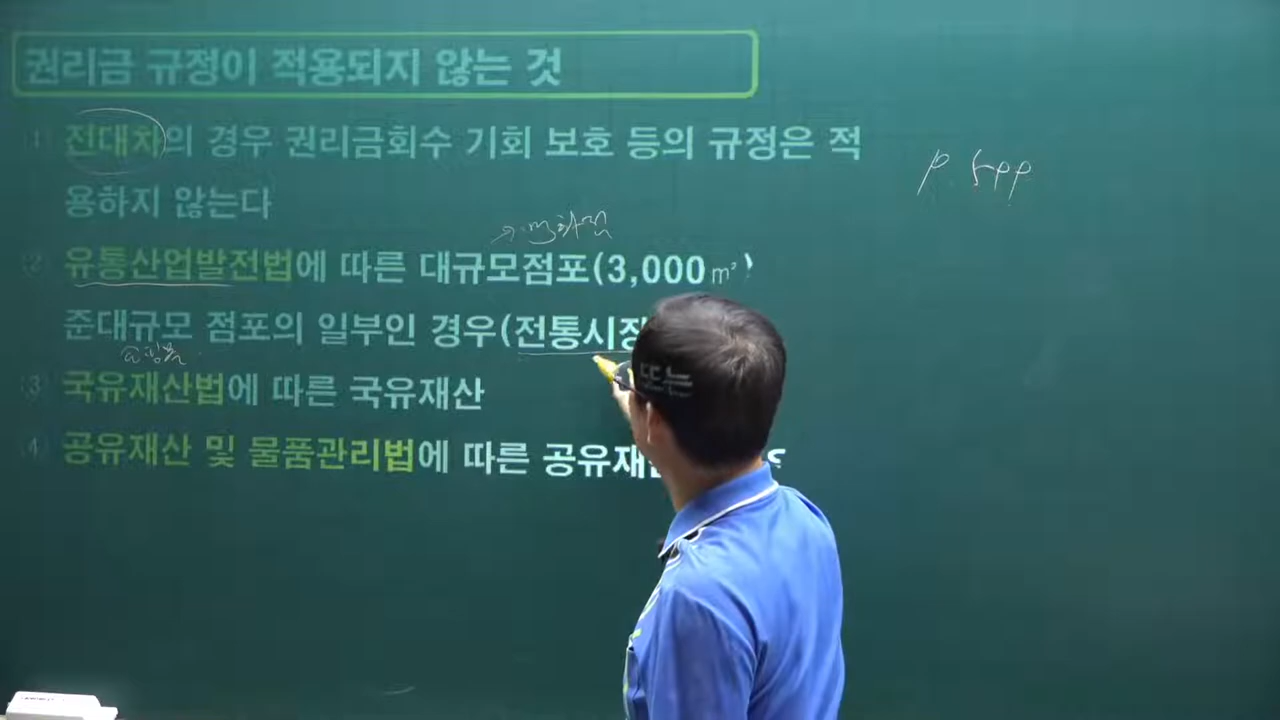 권리금 규정이 적용되지 않는 것
(1) 전대차의 경우 권리금회수 기회 보호 등의 규정은 적
용하지 않는다
(2) 유통산업발전법에 따른 대규모점포(3,000㎡)
또는
준대규모 점포의 일부인 경우(전통시장
(3) 국유재산법에 따른 국유재산
(4) 공유재산 및 물품관리법에 따른 공유재